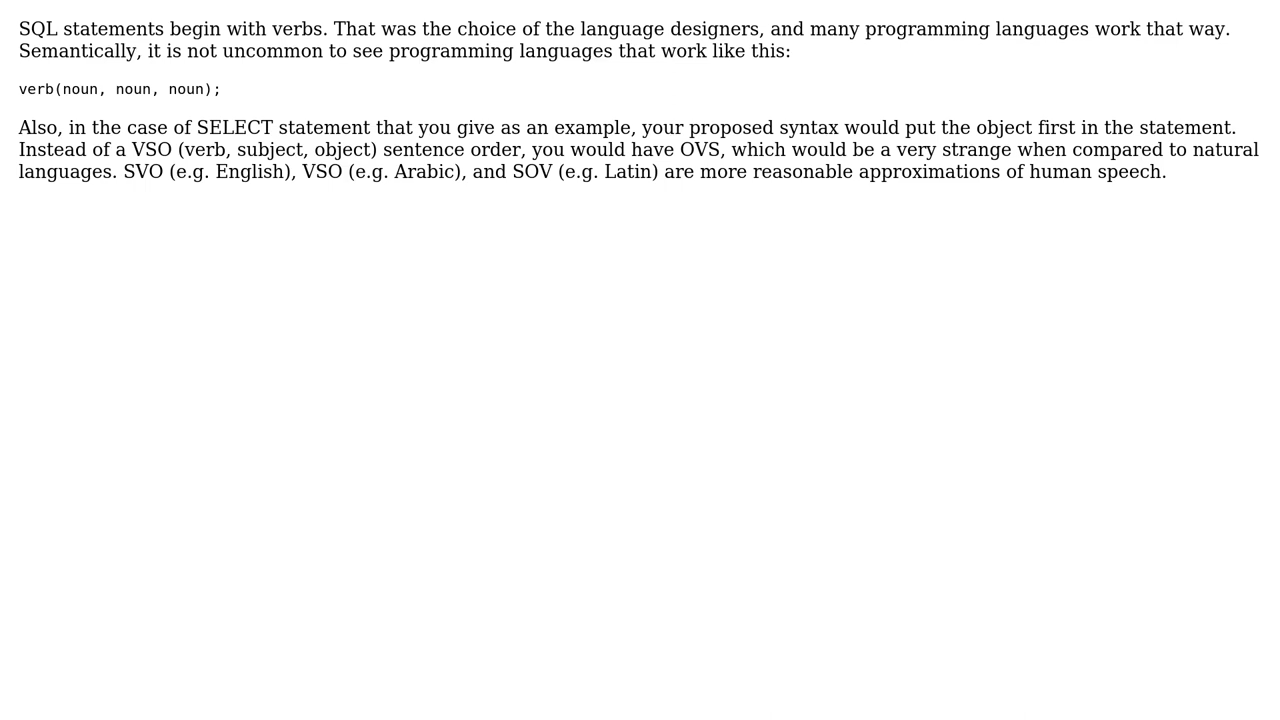 SQL statements begin with verbs. That was the choice of the language designers, and many programming languages work that way.
Semantically, it is not uncommon to see programming languages that work like this:
verb(noun, noun, noun);
Also, in the case of SELECT statement that you give as an example, your proposed syntax would put the object first in the statement.
Instead of a VSO (verb, subject, object) sentence order, you would have OVS, which would be a very strange when compared to natural
languages. SVO (e.g. English), VSO (e.g. Arabic), and SOV (e.g. Latin) are more reasonable approximations of human speech.